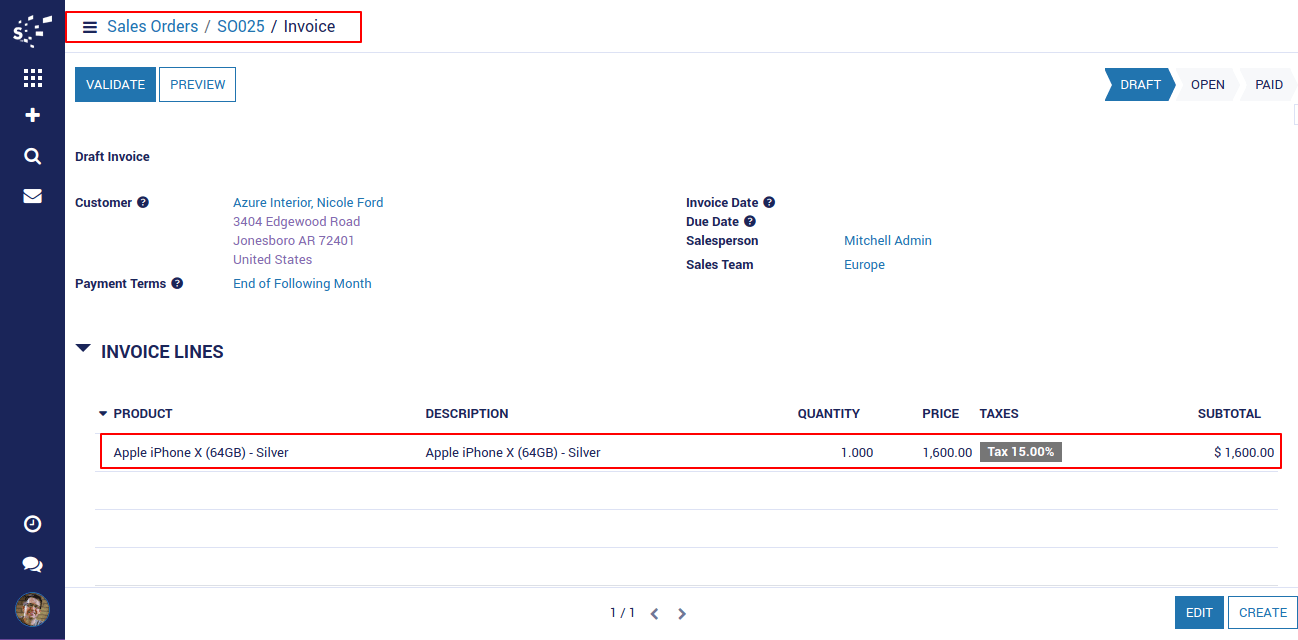 S
Sales Orders / SO025 / Invoice
VALIDATE PREVIEW DRAFT OPEN PAID
Draft Invoice
Customer Azure Interior, Nicole Ford Invoice Date
3404 Edgewood Road Due Date
Jonesboro AR 72401 Salesperson Mitchell Admin
United States Sales Team Europe
Payment Terms End of Following Month
INVOICE LINES
PRODUCT DESCRIPTION QUANTITY PRICE TAXES SUBTOTAL
Apple iPhone X (64GB) - Silver Apple iPhone X (64GB) - Silver 1.000 1,600.00 Tax 15.00% $ 1,600.00
1 / 1
EDIT CREATE